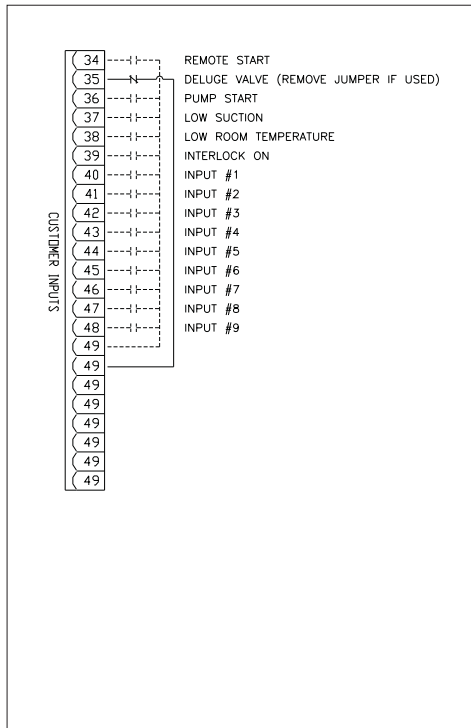 34 REMOTE START
35 DELUGE VALVE (REMOVE JUMPER IF USED)
36 PUMP START
37 LOW SUCTION
38 LOW ROOM TEMPERATURE
39 INTERLOCK ON
40 INPUT #1
41 INPUT #2
42 INPUT #3
43 INPUT #4
44 INPUT #5
45 INPUT #6
46 INPUT #7
47 INPUT #8
48 INPUT #9
49
49
49
49
49
49
49
49
CUSTOMER INPUTS